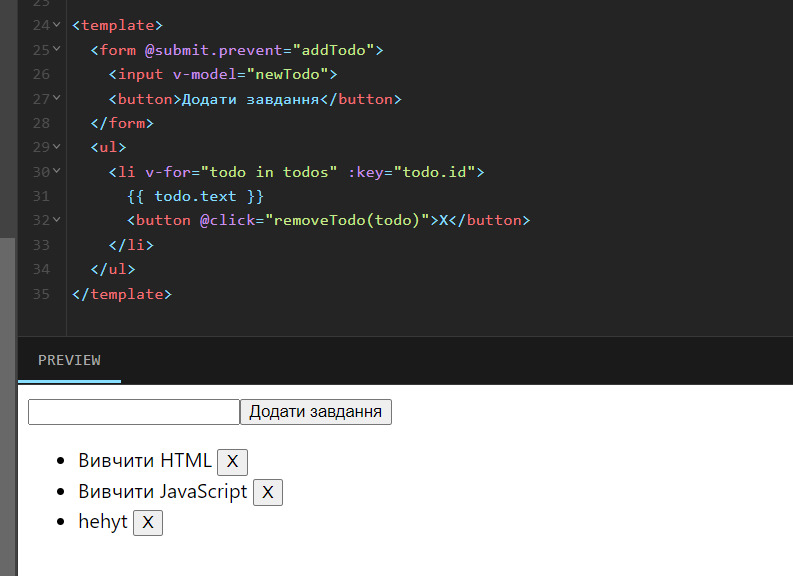 23
24 <template>
25 <form @submit.prevent="addTodo">
26 <input v-model="newTodo">
27 <button>Додати завдання</button>
28 </form>
29 <ul>
30 <li v-for="todo in todos" :key="todo.id">
31 {{ todo.text }}
32 <button @click="removeTodo(todo)">X</button>
33 </li>
34 </ul>
35 </template>
PREVIEW
Додати завдання
Вивчити HTML X
Вивчити JavaScript X
hehyt X